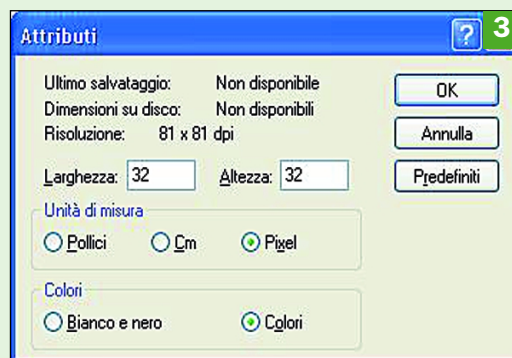 Attributi ? 3
Ultimo salvataggio: Non disponibile
Dimensioni su disco: Non disponibili
Risoluzione: 81 x 81 dpi
Larghezza: 32 Altezza: 32
OK
Annulla
Predefiniti
Unità di misura
Pollici Cm Pixel
Colori
Bianco e nero Colori